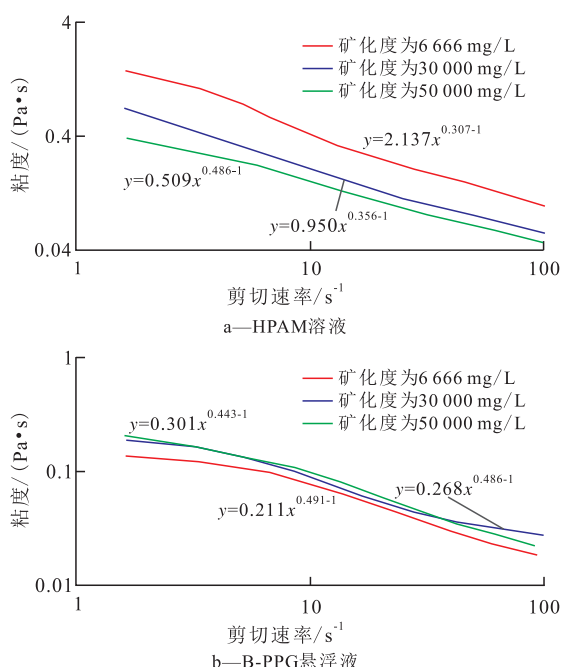 4
矿化度为6 666 mg/L
矿化度为30 000 mg/L
矿化度为50 000 mg/L
粘度/(Pa•s)
0.4
y=2.137x^0.307-1
y=0.509x^0.486-1
y=0.950x^0.356-1
0.04
1 10 100
剪切速率/s^-1
a—HPAM溶液
1
矿化度为6 666 mg/L
矿化度为30 000 mg/L
矿化度为50 000 mg/L
粘度/(Pa•s)
y=0.301x^0.443-1
0.1
y=0.268x^0.486-1
y=0.211x^0.491-1
0.01
1 10 100
剪切速率/s^-1
b—B-PPG悬浮液